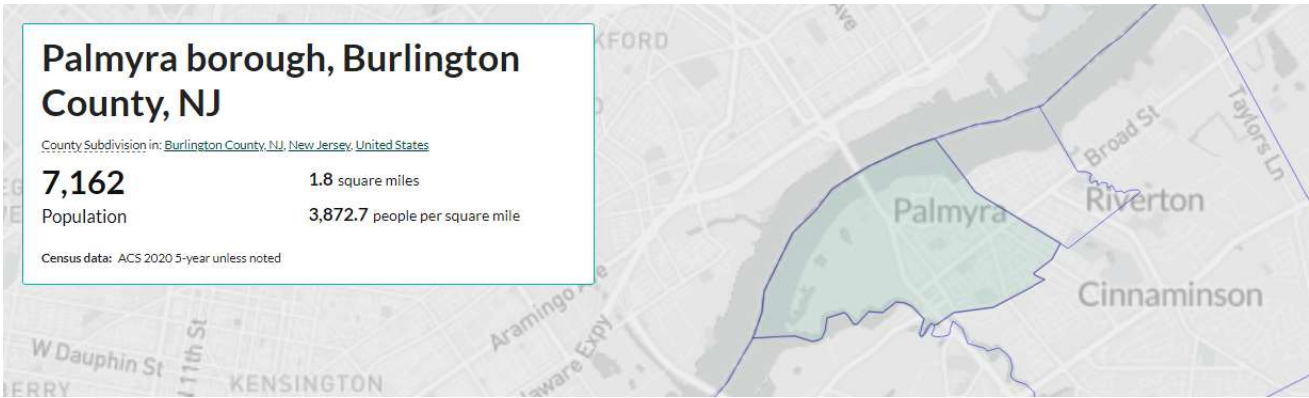 Palmyra borough, Burlington
County, NJ
County Subdivision in: Burlington County, NJ, New Jersey, United States
7,162
Population
1.8 square miles
3,872.7 people per square mile
Census data: ACS 2020 5-year unless noted
Ave
Broad St
Taylors Ln
Palmyra
Riverton
Cinnaminson
Aramingo
W Dauphin St
N 11th St
KENSINGTON
Expy